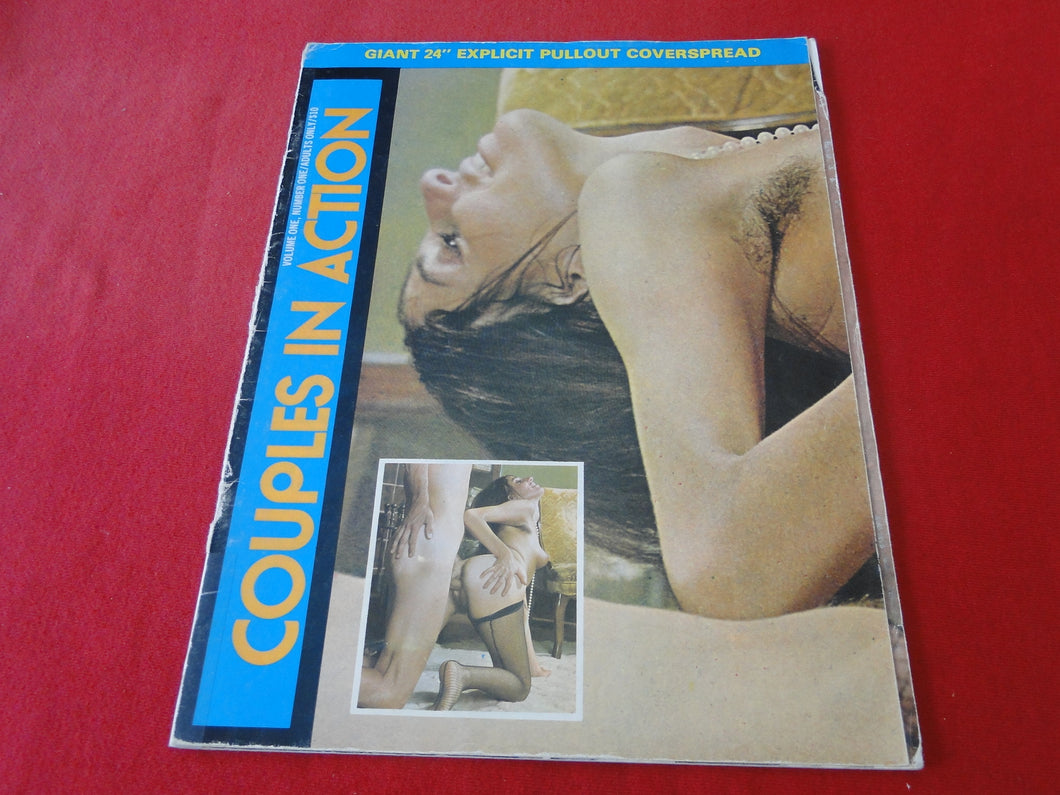 GIANT 24" EXPLICIT PULLOUT COVERSPREAD
COUPLES IN ACTION
VOLUME ONE, NUMBER ONE/ADULTS ONLY/$10